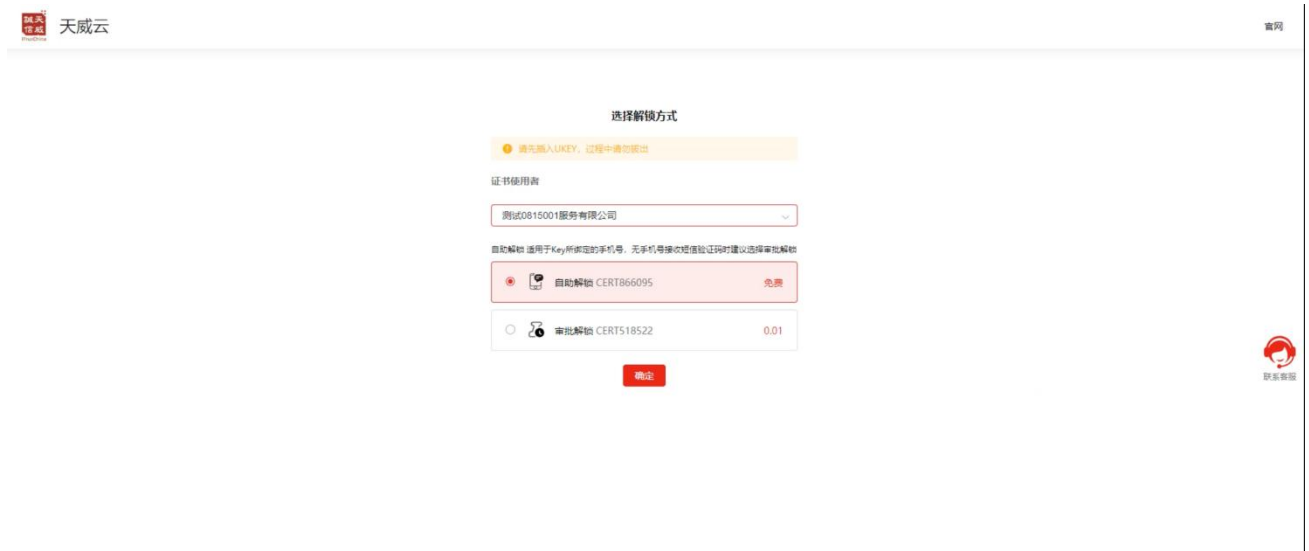 天威云
官网
选择解锁方式
请先插入UKEY，过程中请勿拔出
证书使用者
测试0815001服务有限公司
自助解锁 适用于Key所绑定的手机号，无手机号接收短信验证码时建议选择审批解锁
自助解锁 CERT866095 免费
审批解锁 CERT518522 0.01
确定
联系客服